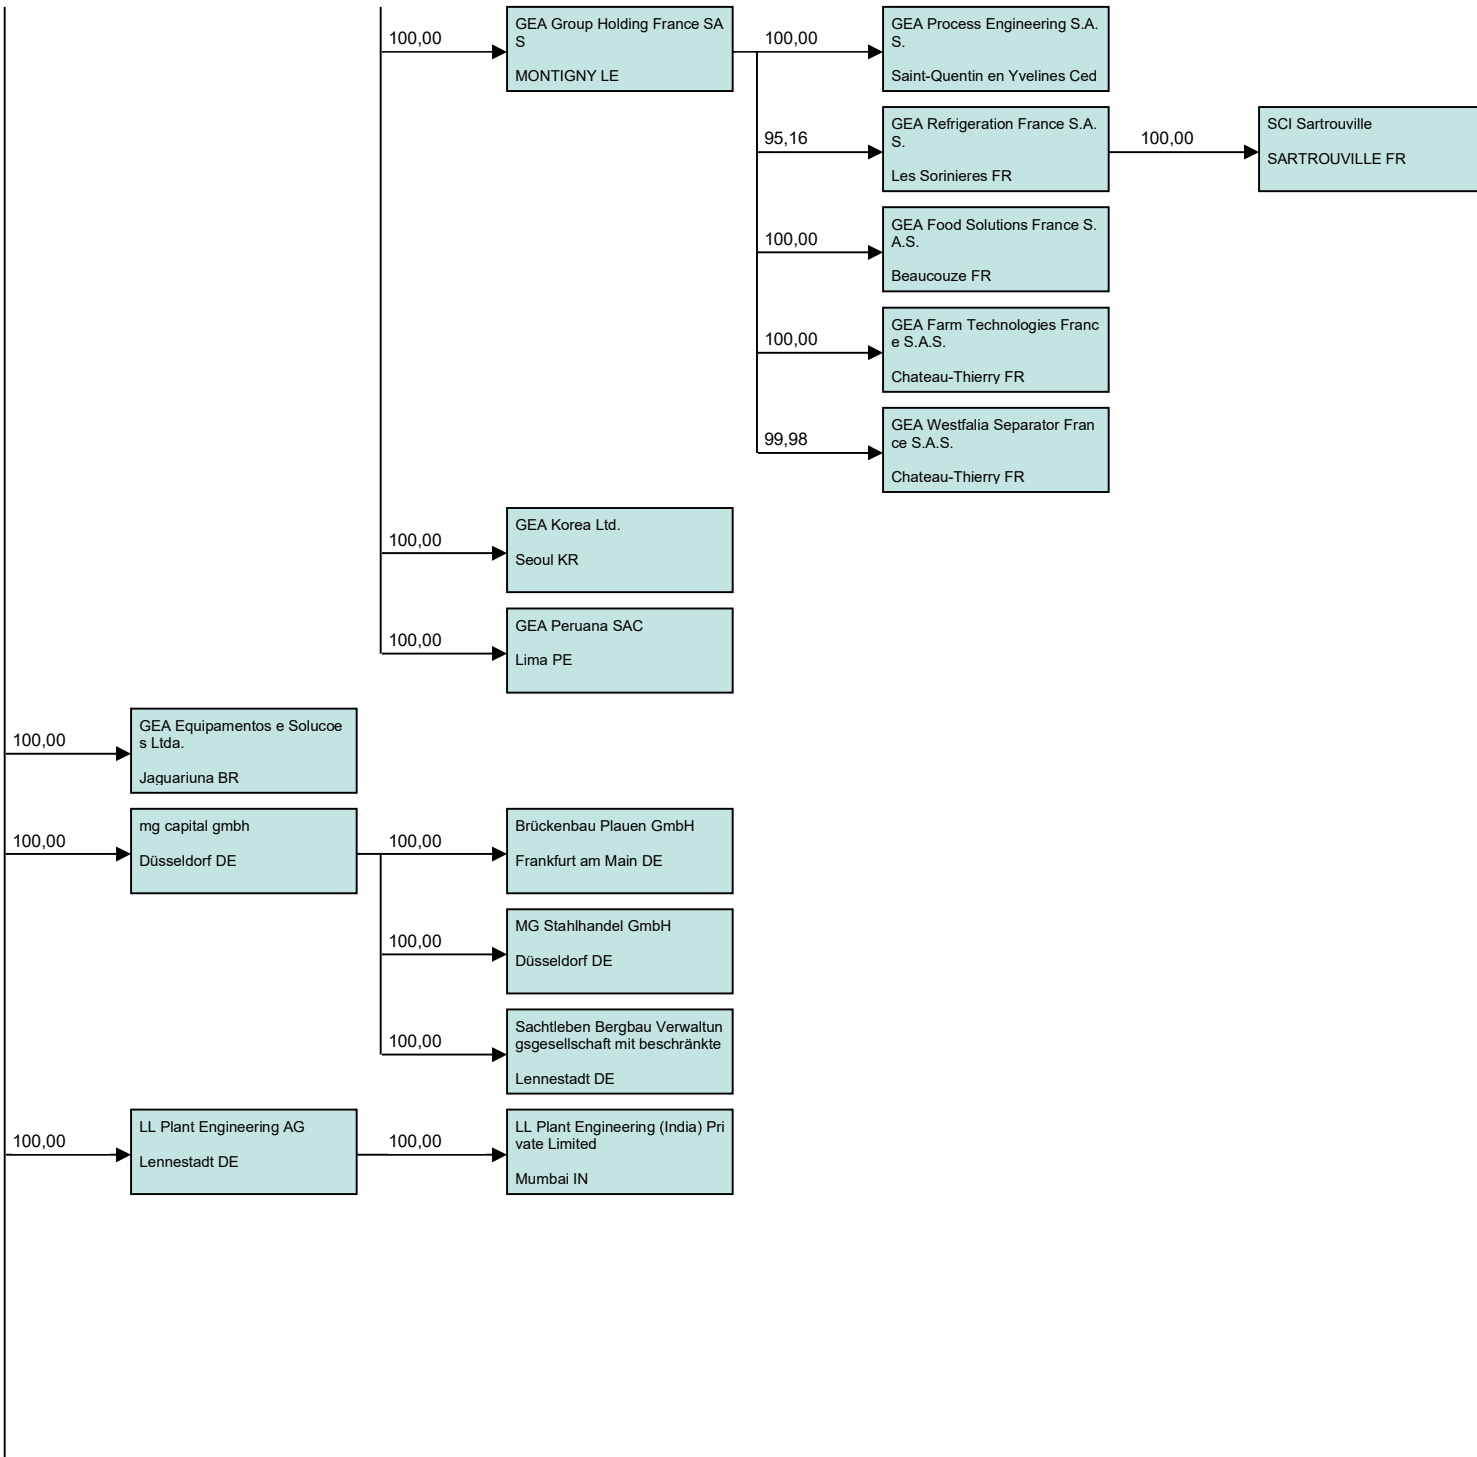 100,00
GEA Group Holding France SA
S
MONTIGNY LE
100,00
GEA Process Engineering S.A.
S.
Saint-Quentin en Yvelines Ced
95,16
GEA Refrigeration France S.A.
S.
Les Sorinieres FR
100,00
SCI Sartrouville
SARTROUVILLE FR
100,00
GEA Food Solutions France S.
A.S.
Beaucouze FR
100,00
GEA Farm Technologies Franc
e S.A.S.
Chateau-Thierry FR
99,98
GEA Westfalia Separator Fran
ce S.A.S.
Chateau-Thierry FR
100,00
GEA Korea Ltd.
Seoul KR
100,00
GEA Peruana SAC
Lima PE
100,00
GEA Equipamentos e Solucoe
s Ltda.
Jaguariuna BR
100,00
mg capital gmbh
Düsseldorf DE
100,00
Brückenbau Plauen GmbH
Frankfurt am Main DE
100,00
MG Stahlhandel GmbH
Düsseldorf DE
100,00
Sachtleben Bergbau Verwaltun
gsgesellschaft mit beschränkte
Lennestadt DE
100,00
LL Plant Engineering AG
Lennestadt DE
100,00
LL Plant Engineering (India) Pri
vate Limited
Mumbai IN